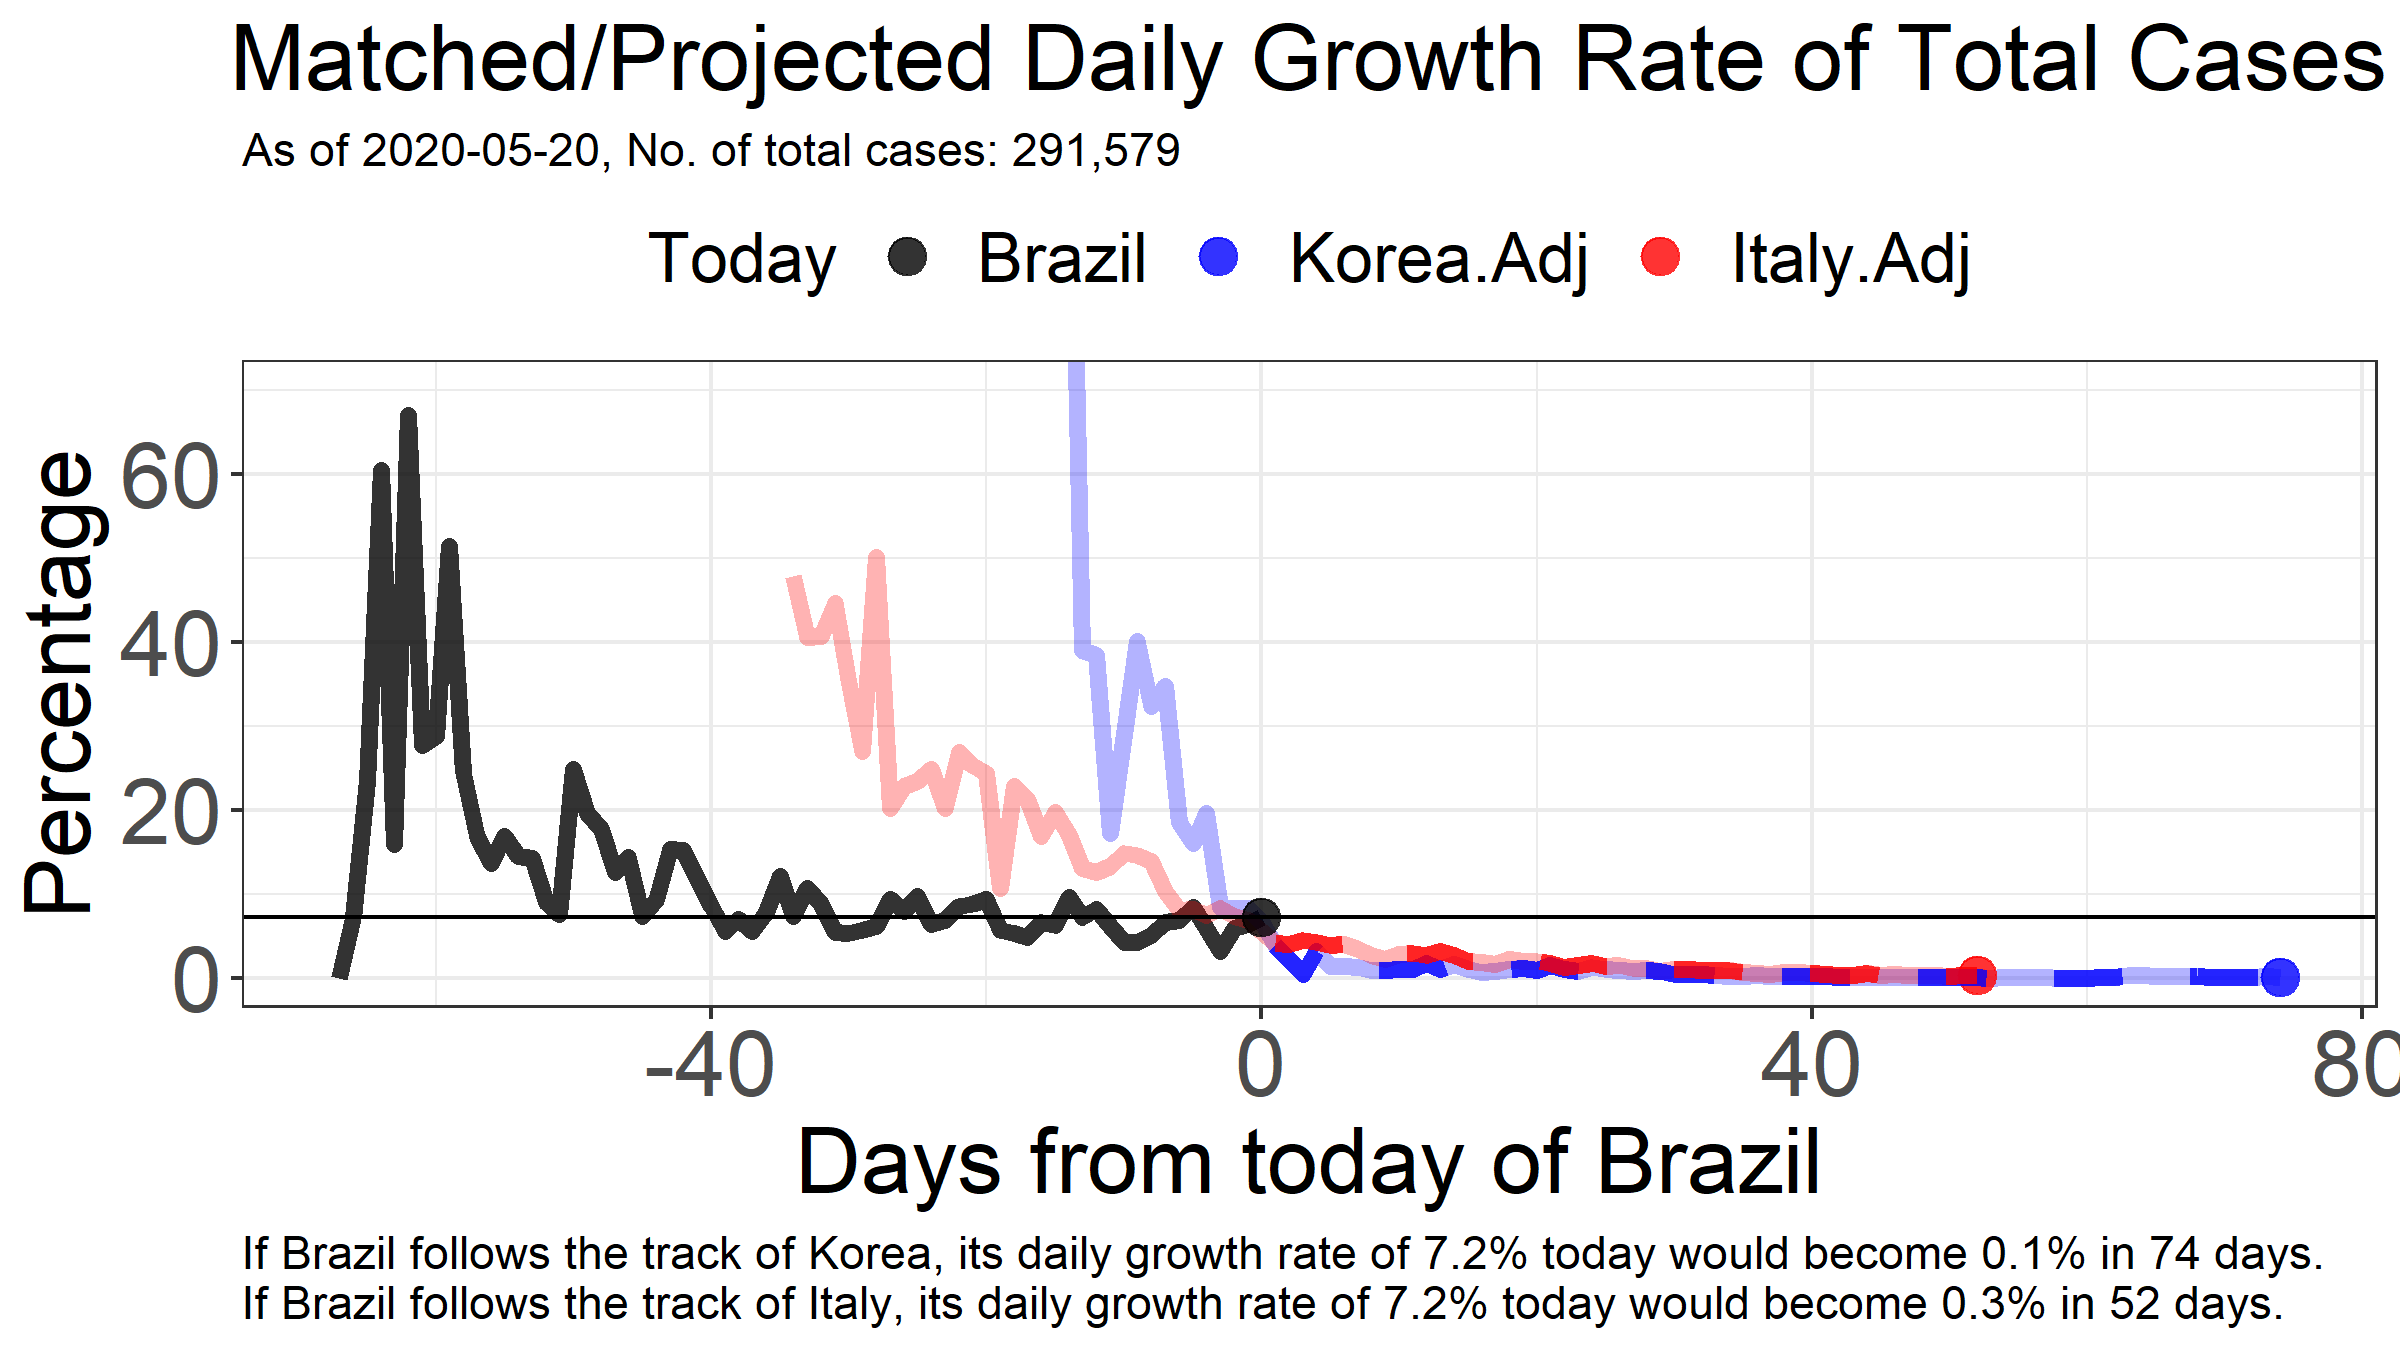 Matched/Projected Daily Growth Rate of Total Cases
As of 2020-05-20, No. of total cases: 291,579
Today Brazil Korea.Adj Italy.Adj
Percentage
60
40
20
0
-40 0 40 80
Days from today of Brazil
If Brazil follows the track of Korea, its daily growth rate of 7.2% today would become 0.1% in 74 days.
If Brazil follows the track of Italy, its daily growth rate of 7.2% today would become 0.3% in 52 days.